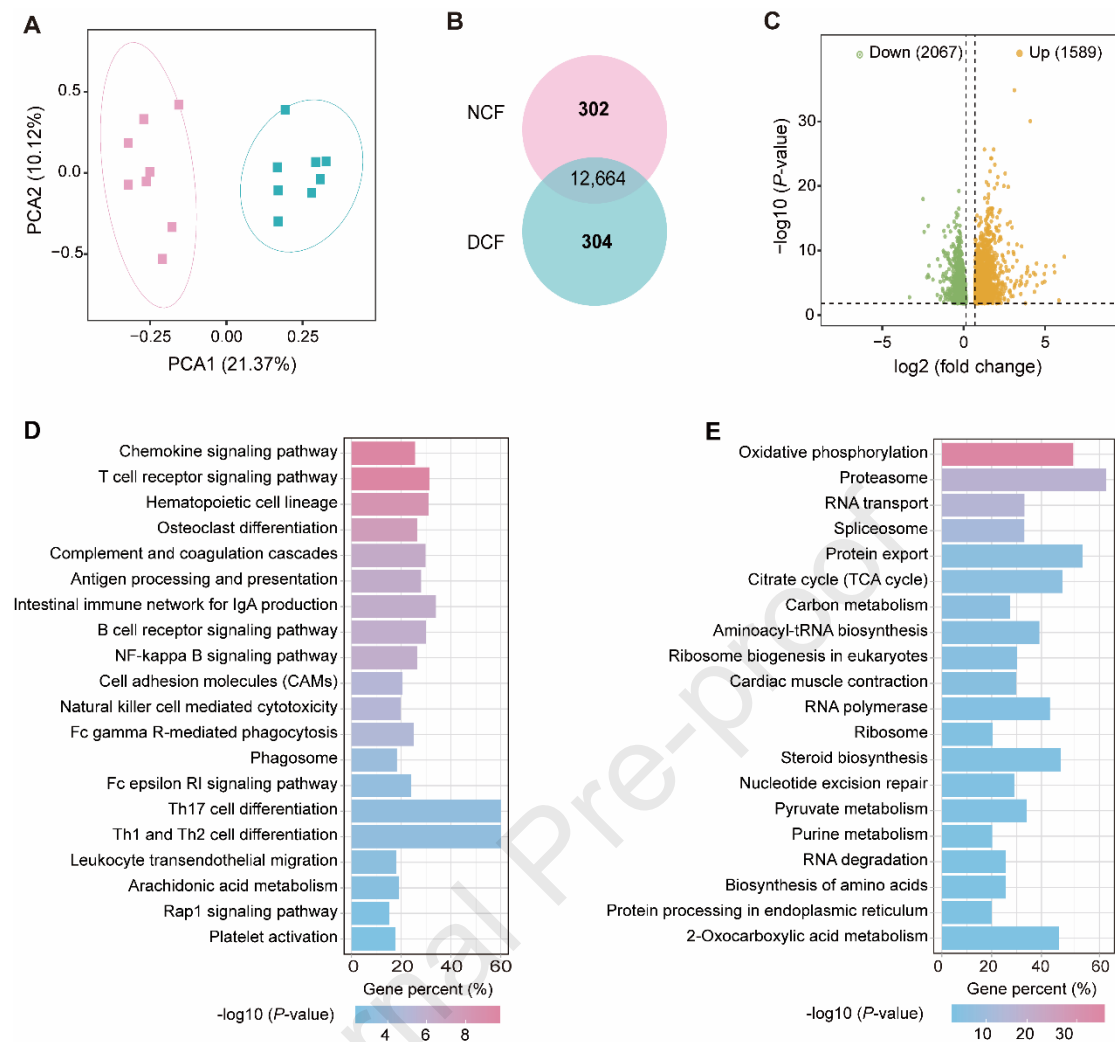 A
PCA2 (10.12%)
0.5
0.0
−0.5
−0.25
0.00
0.25
PCA1 (21.37%)
B
NCF
302
12,664
DCF
304
C
Down (2067)
Up (1589)
−log10 (P-value)
30
20
10
0
−5
0
5
log2 (fold change)
D
Chemokine signaling pathway
T cell receptor signaling pathway
Hematopoietic cell lineage
Osteoclast differentiation
Complement and coagulation cascades
Antigen processing and presentation
Intestinal immune network for IgA production
B cell receptor signaling pathway
NF-kappa B signaling pathway
Cell adhesion molecules (CAMs)
Natural killer cell mediated cytotoxicity
Fc gamma R-mediated phagocytosis
Phagosome
Fc epsilon RI signaling pathway
Th17 cell differentiation
Th1 and Th2 cell differentiation
Leukocyte transendothelial migration
Arachidonic acid metabolism
Rap1 signaling pathway
Platelet activation
0 20 40 60
Gene percent (%)
-log10 (P-value)
4 6 8
E
Oxidative phosphorylation
Proteasome
RNA transport
Spliceosome
Protein export
Citrate cycle (TCA cycle)
Carbon metabolism
Aminoacyl-tRNA biosynthesis
Ribosome biogenesis in eukaryotes
Cardiac muscle contraction
RNA polymerase
Ribosome
Steroid biosynthesis
Nucleotide excision repair
Pyruvate metabolism
Purine metabolism
RNA degradation
Biosynthesis of amino acids
Protein processing in endoplasmic reticulum
2-Oxocarboxylic acid metabolism
0 20 40 60
Gene percent (%)
-log10 (P-value)
10 20 30
rnal Pre-proof